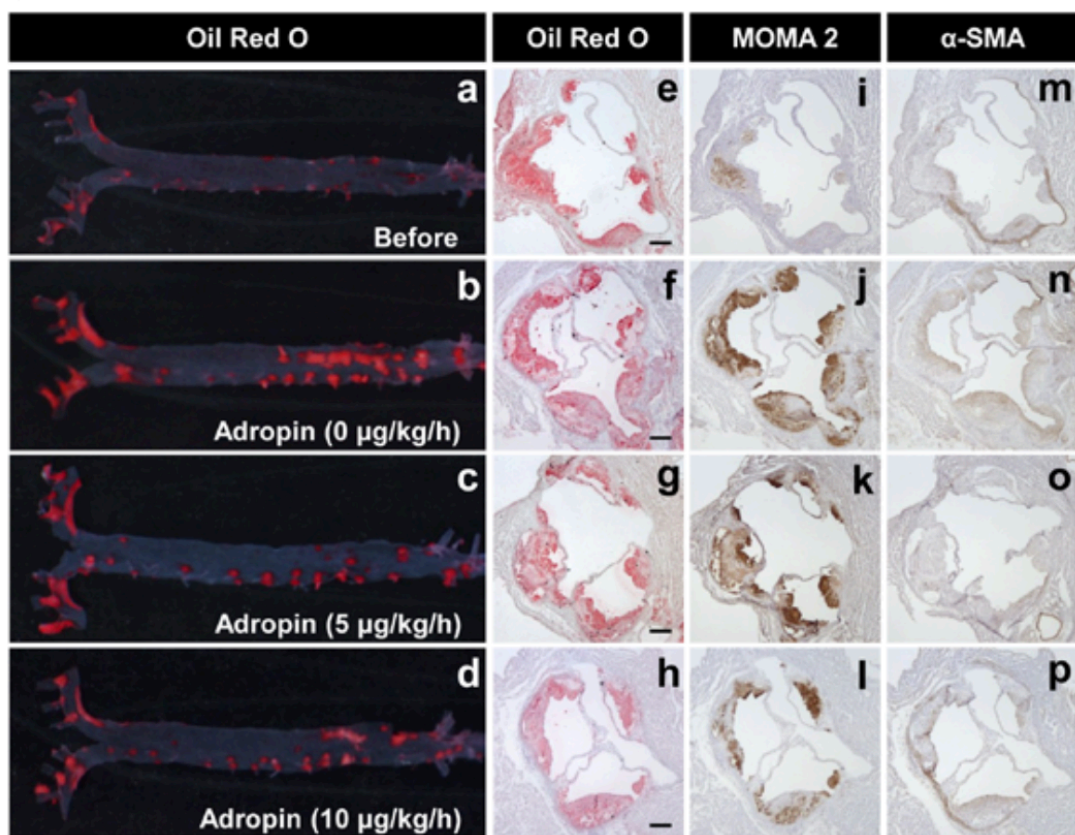 Oil Red O Oil Red O MOMA 2 α-SMA
a e i m
Before
b f j n
Adropin (0 µg/kg/h)
c g k o
Adropin (5 µg/kg/h)
d h l p
Adropin (10 µg/kg/h)